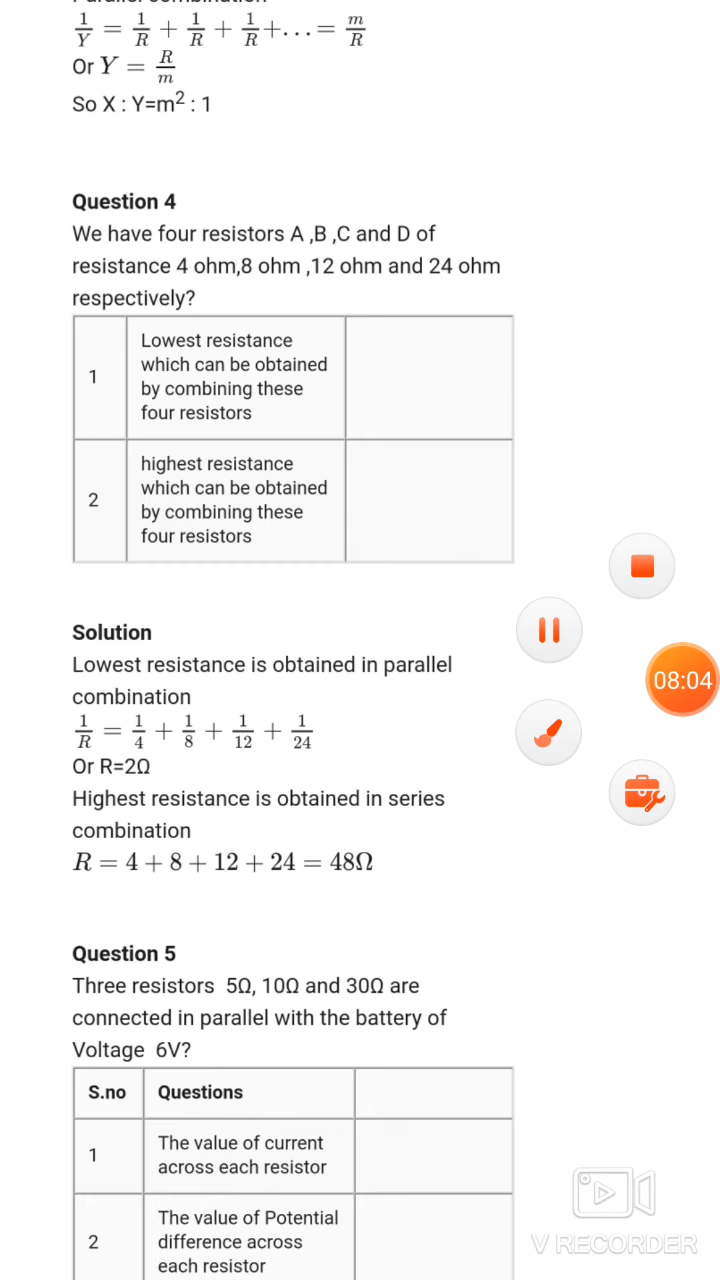 1/Y = 1/R + 1/R + 1/R +... = m/R
Or Y = R/m
So X : Y=m² : 1
Question 4
We have four resistors A ,B ,C and D of
resistance 4 ohm,8 ohm ,12 ohm and 24 ohm
respectively?
1
Lowest resistance
which can be obtained
by combining these
four resistors
2
highest resistance
which can be obtained
by combining these
four resistors
Solution
Lowest resistance is obtained in parallel
combination
1/R = 1/4 + 1/8 + 1/12 + 1/24
Or R=2Ω
Highest resistance is obtained in series
combination
R = 4 + 8 + 12 + 24 = 48Ω
08:04
Question 5
Three resistors 5Ω, 10Ω and 30Ω are
connected in parallel with the battery of
Voltage 6V?
S.no Questions
1
The value of current
across each resistor
2
The value of Potential
difference across
each resistor
V RECORDER